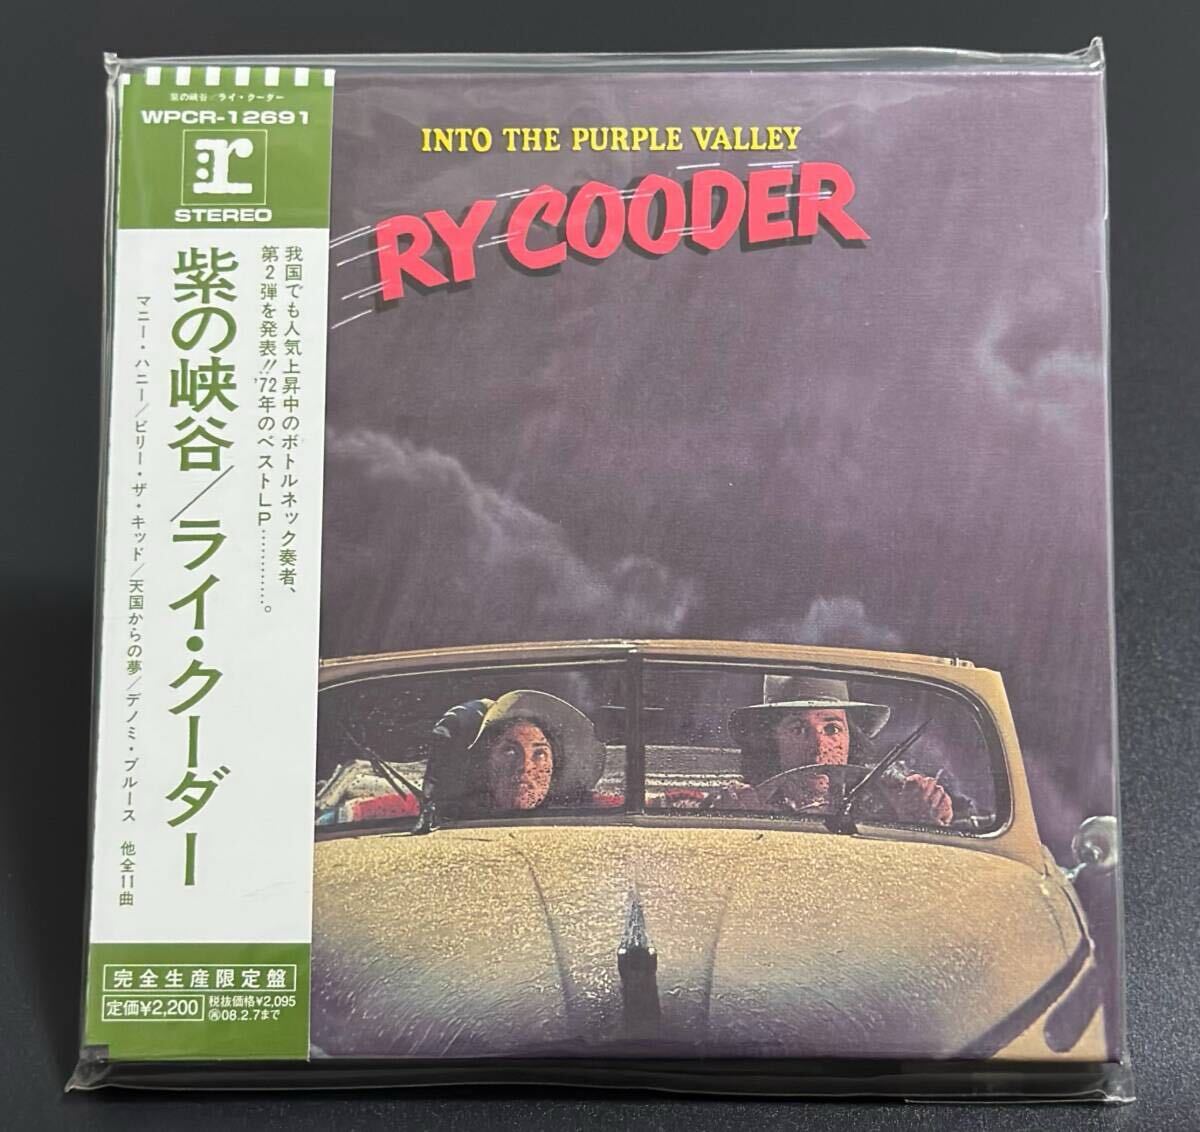 紫の峡谷/ライ・クーダー
WPCR-12691
r
STEREO
我国でも人気上昇中のボトルネック奏者、
第2弾を発表!!'72年のベストLP…………。
紫の峡谷/ライ・クーダー
マニー・ハニー/ビリー・ザ・キッド/天国からの夢/デノミ・ブルース 他全11曲
完全生産限定盤
定価¥2,200
税抜価格¥2,095
再08.2.7まで
INTO THE PURPLE VALLEY
RY COODER